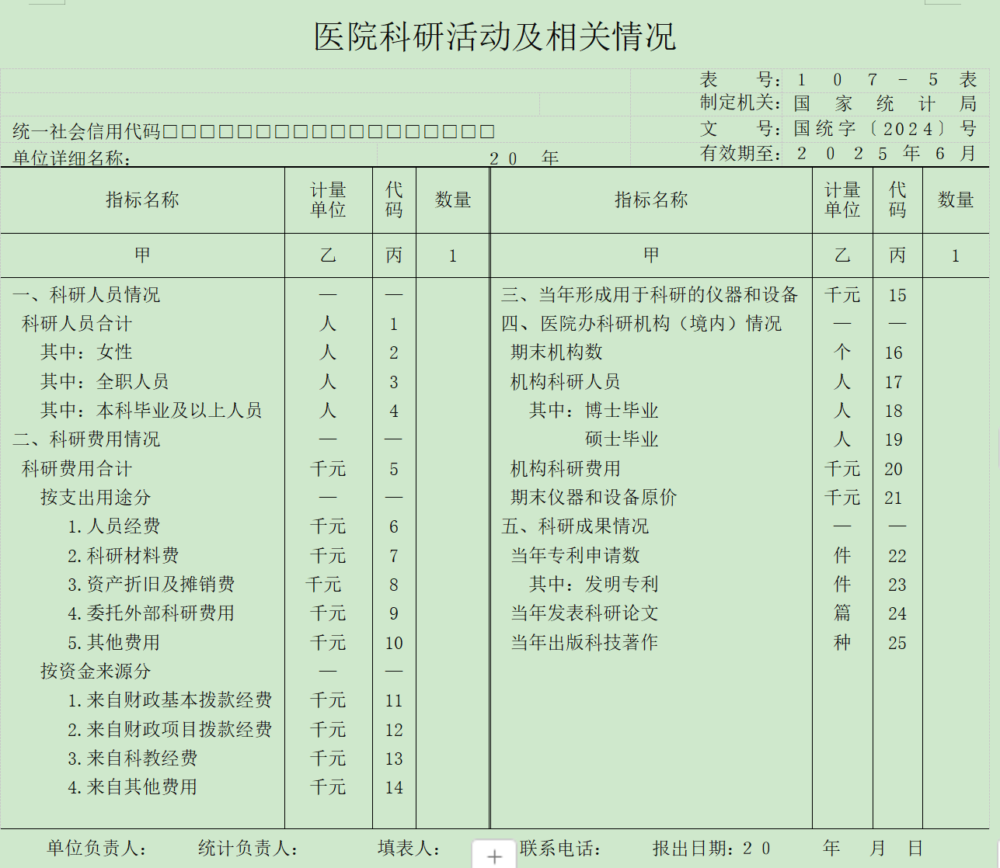 医院科研活动及相关情况
表　　号：１０７－５表
制定机关：国家统计局
统一社会信用代码□□□□□□□□□□□□□□□□□□
文　　号：国统字〔2024〕号
单位详细名称：
２０　年
有效期至：２０２５年６月
指标名称 计量单位 代码 数量 指标名称 计量单位 代码 数量
甲 乙 丙 1 甲 乙 丙 1
一、科研人员情况 — — 三、当年形成用于科研的仪器和设备 千元 15
科研人员合计 人 1 四、医院办科研机构（境内）情况 — —
其中：女性 人 2 期末机构数 个 16
其中：全职人员 人 3 机构科研人员 人 17
其中：本科毕业及以上人员 人 4 其中：博士毕业 人 18
二、科研费用情况 — — 硕士毕业 人 19
科研费用合计 千元 5 机构科研费用 千元 20
按支出用途分 — — 期末仪器和设备原价 千元 21
1.人员经费 千元 6 五、科研成果情况 — —
2.科研材料费 千元 7 当年专利申请数 件 22
3.资产折旧及摊销费 千元 8 其中：发明专利 件 23
4.委托外部科研费用 千元 9 当年发表科研论文 篇 24
5.其他费用 千元 10 当年出版科技著作 种 25
按资金来源分 — —
1.来自财政基本拨款经费 千元 11
2.来自财政项目拨款经费 千元 12
3.来自科教经费 千元 13
4.来自其他费用 千元 14
单位负责人： 统计负责人： 填表人： 联系电话： 报出日期：２０　年　月　日